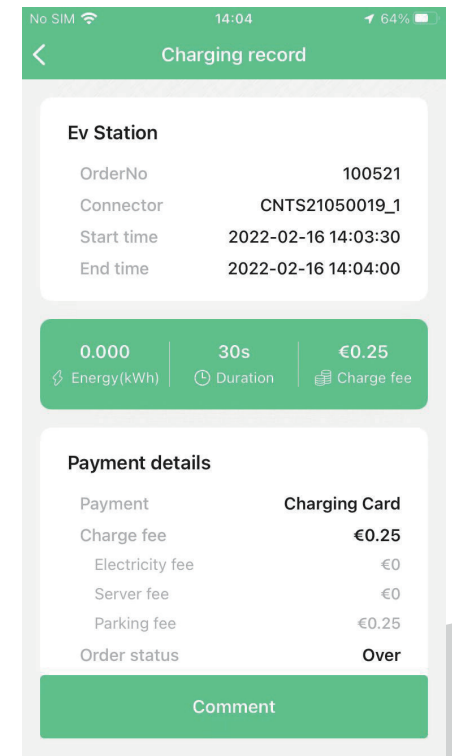 No SIM 14:04 64%
Charging record
Ev Station
OrderNo 100521
Connector CNTS21050019_1
Start time 2022-02-16 14:03:30
End time 2022-02-16 14:04:00
0.000 30s €0.25
Energy(kWh) Duration Charge fee
Payment details
Payment Charging Card
Charge fee €0.25
Electricity fee €0
Server fee €0
Parking fee €0.25
Order status Over
Comment